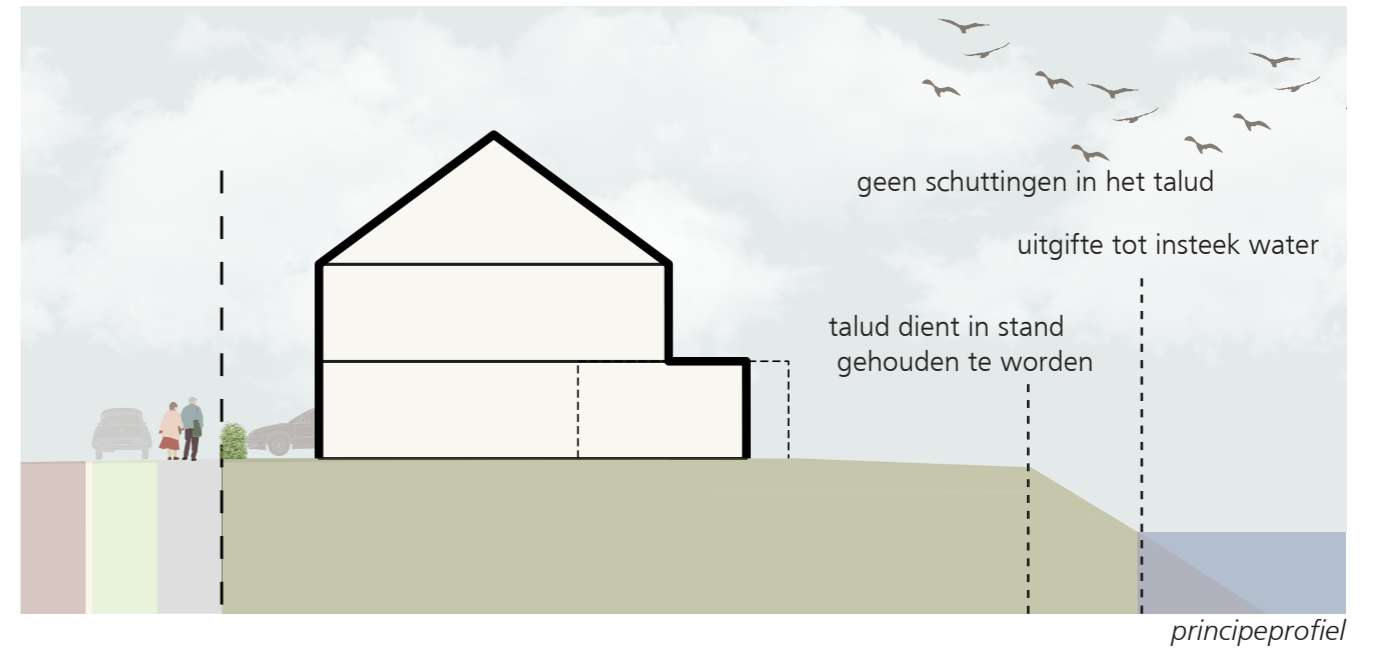 geen schuttingen in het talud
uitgifte tot insteek water
talud dient in stand
gehouden te worden
principeprofiel